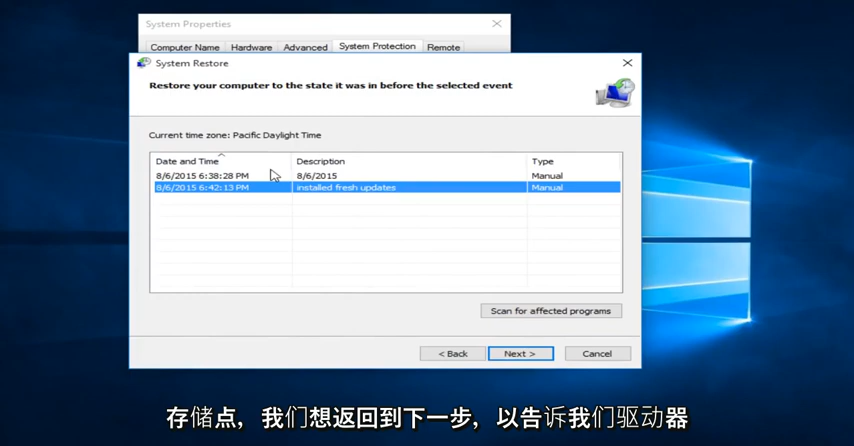 System Properties
Computer Name Hardware Advanced System Protection Remote
System Restore
Restore your computer to the state it was in before the selected event
Current time zone: Pacific Daylight Time
Date and Time Description Type
8/6/2015 6:38:28 PM 8/6/2015 Manual
8/6/2015 6:42:13 PM installed fresh updates Manual
Scan for affected programs
< Back Next > Cancel
存储点，我们想返回到下一步，以告诉我们驱动器